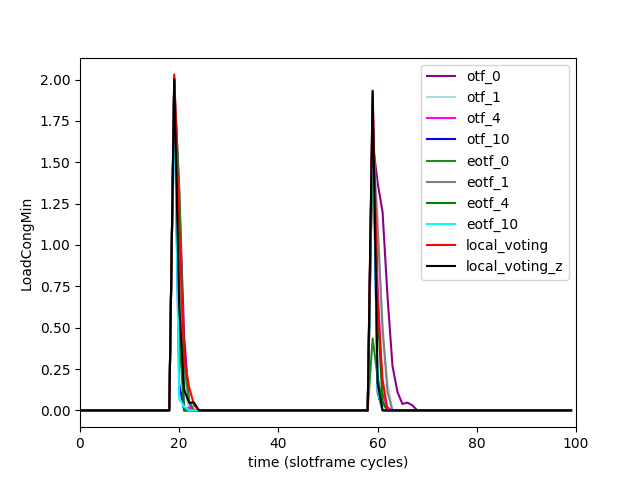 2.00
1.75
1.50
1.25
1.00
0.75
0.50
0.25
0.00
LoadCongMin
0 20 40 60 80 100
time (slotframe cycles)
otf_0
otf_1
otf_4
otf_10
eotf_0
eotf_1
eotf_4
eotf_10
local_voting
local_voting_z